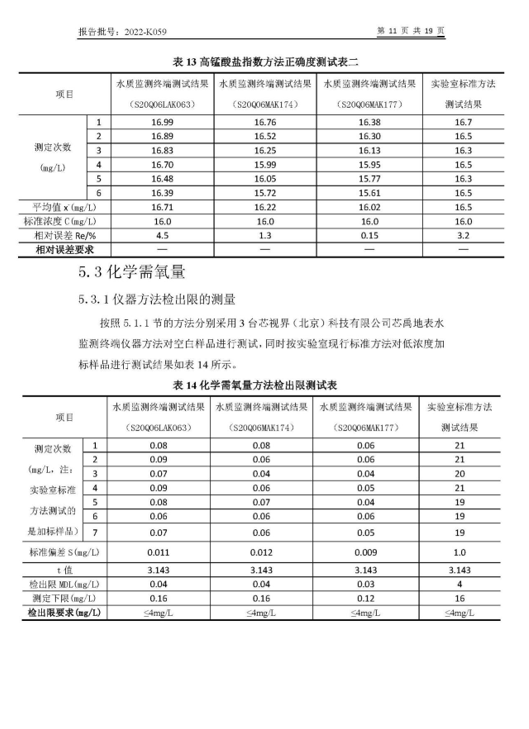 报告批号：2022-K059 第 11 页 共 19 页
表 13 高锰酸盐指数方法正确度测试表二
项目 水质监测终端测试结果 水质监测终端测试结果 水质监测终端测试结果 实验室标准方法
（S20Q06LAK063） （S20Q06MAK174） （S20Q06MAK177） 测试结果
测定次数
(mg/L)
1 16.99 16.76 16.38 16.7
2 16.89 16.52 16.30 16.5
3 16.83 16.25 16.13 16.3
4 16.70 15.99 15.95 16.5
5 16.48 16.05 15.77 16.3
6 16.39 15.72 15.61 16.5
平均值 x (mg/L) 16.71 16.22 16.02 16.5
标准浓度 C(mg/L) 16.0 16.0 16.0 16.0
相对误差 Re/% 4.5 1.3 0.15 3.2
相对误差要求 — — — —
5.3 化学需氧量
5.3.1 仪器方法检出限的测量
按照 5.1.1 节的方法分别采用 3 台芯视界（北京）科技有限公司芯禹地表水
监测终端仪器方法对空白样品进行测试，同时按实验室现行标准方法对低浓度加
标样品进行测试结果如表 14 所示。
表 14 化学需氧量方法检出限测试表
项目 水质监测终端测试结果 水质监测终端测试结果 水质监测终端测试结果 实验室标准方法
（S20Q06LAK063） （S20Q06MAK174） （S20Q06MAK177） 测试结果
测定次数
(mg/L，注：
实验室标准
方法测试的
是加标样品）
1 0.08 0.08 0.06 21
2 0.09 0.06 0.06 21
3 0.07 0.04 0.04 20
4 0.09 0.06 0.05 21
5 0.08 0.07 0.04 19
6 0.06 0.06 0.06 19
7 0.07 0.06 0.05 19
标准偏差 S(mg/L) 0.011 0.012 0.009 1.0
t 值 3.143 3.143 3.143 3.143
检出限 MDL(mg/L) 0.04 0.04 0.03 4
测定下限(mg/L) 0.16 0.16 0.12 16
检出限要求(mg/L) ≤4mg/L ≤4mg/L ≤4mg/L ≤4mg/L